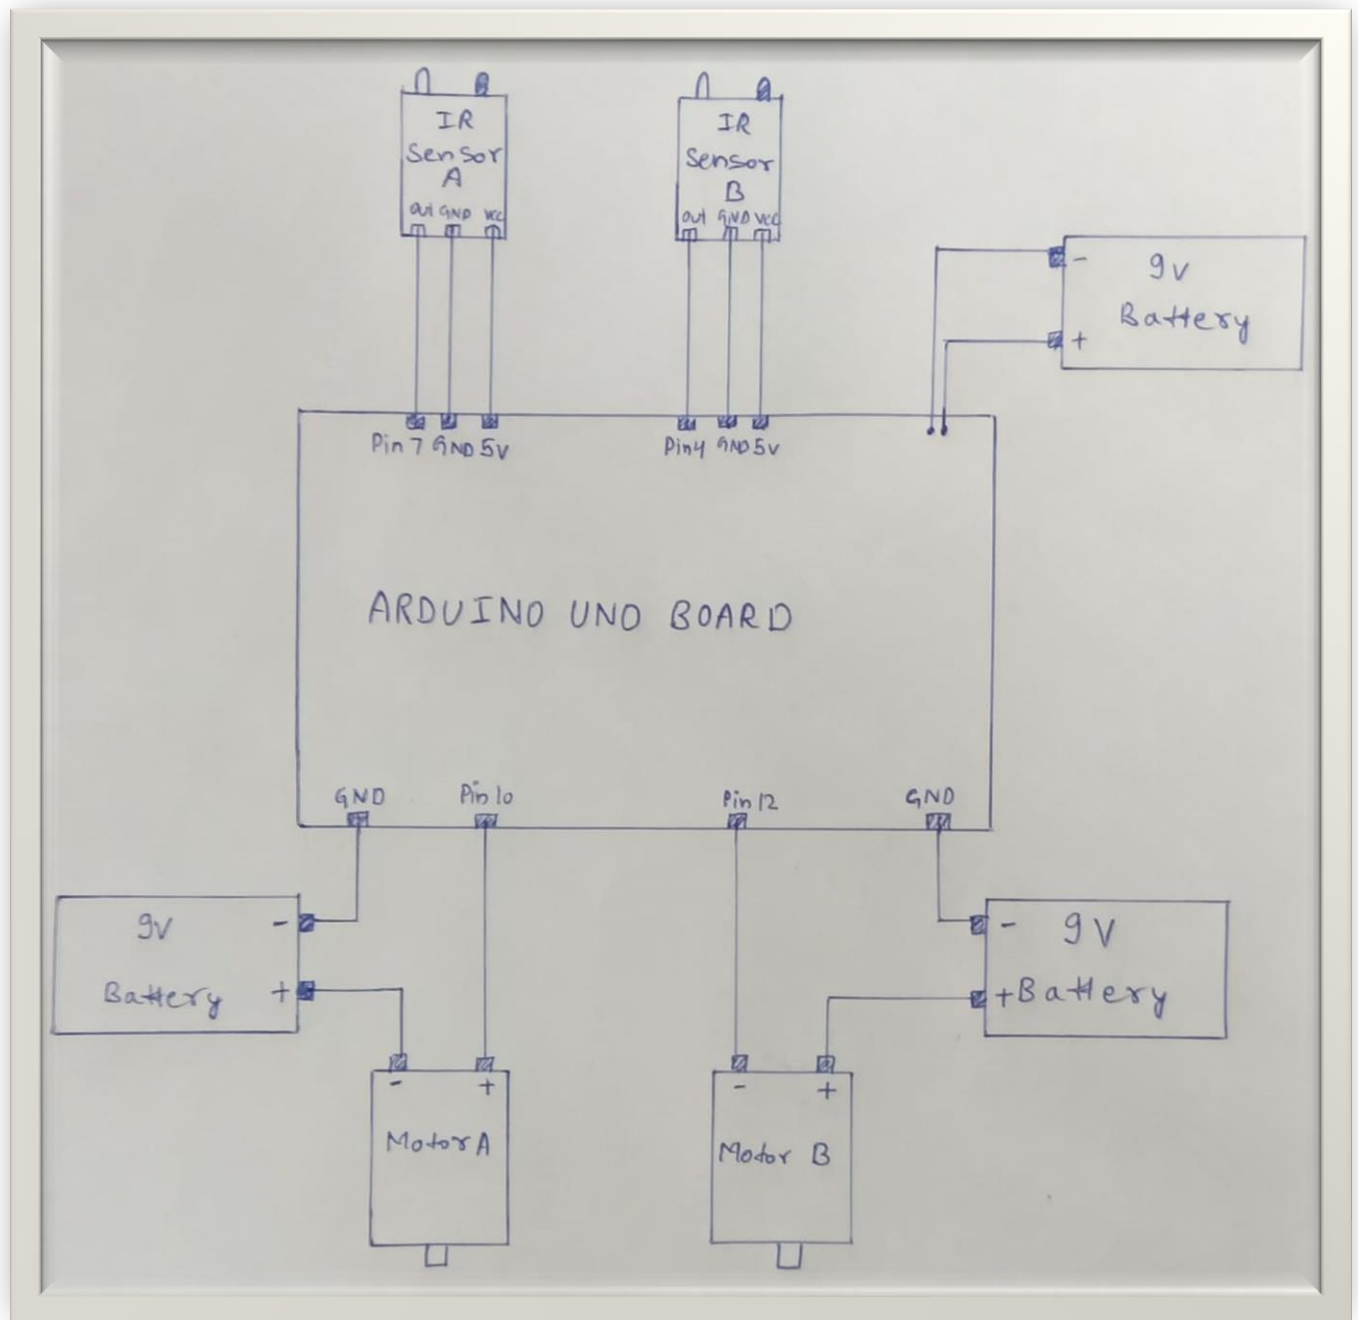 IR
Sensor
A
out GND VCC
IR
Sensor
B
out GND VCC
- 9V
Battery
+
Pin 7 GND 5V
Pin4 GND 5V
ARDUINO UNO BOARD
GND
Pin 10
Pin 12
GND
9V -
Battery +
- 9V
+ Battery
- +
Motor A
- +
Motor B